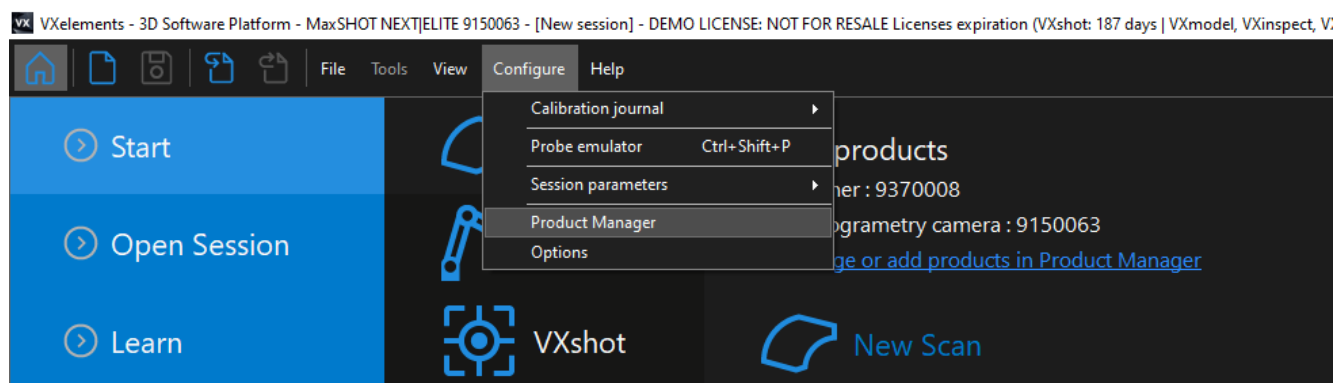 VX VXelements - 3D Software Platform - MaxSHOT NEXT|ELITE 9150063 - [New session] - DEMO LICENSE: NOT FOR RESALE Licenses expiration (VXshot: 187 days | VXmodel, VXinspect,
File Tools View Configure Help
Calibration journal
Probe emulator Ctrl+Shift+P
Session parameters
Product Manager
Options
Start
Open Session
Learn
VXshot
products
ner : 9370008
ogrametry camera : 9150063
ge or add products in Product Manager
New Scan